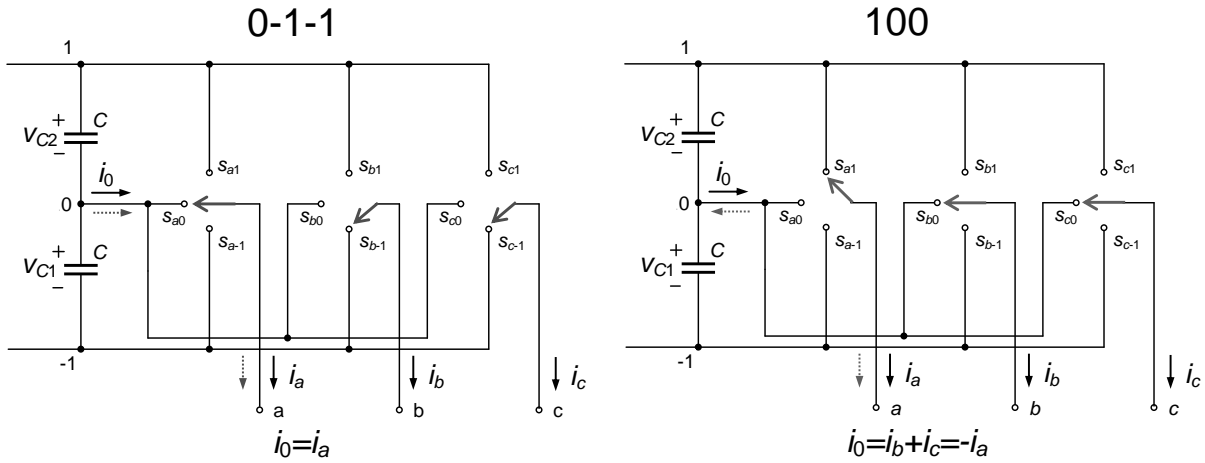 0-1-1
1
v_C2
+
−
C
i_0
0
v_C1
+
−
C
-1
s_a1
s_a0
s_a-1
s_b1
s_b0
s_b-1
s_c1
s_c0
s_c-1
i_a
i_b
i_c
a
b
c
i_0=i_a
100
1
v_C2
+
−
C
i_0
0
v_C1
+
−
C
-1
s_a1
s_a0
s_a-1
s_b1
s_b0
s_b-1
s_c1
s_c0
s_c-1
i_a
i_b
i_c
a
b
c
i_0=i_b+i_c=-i_a